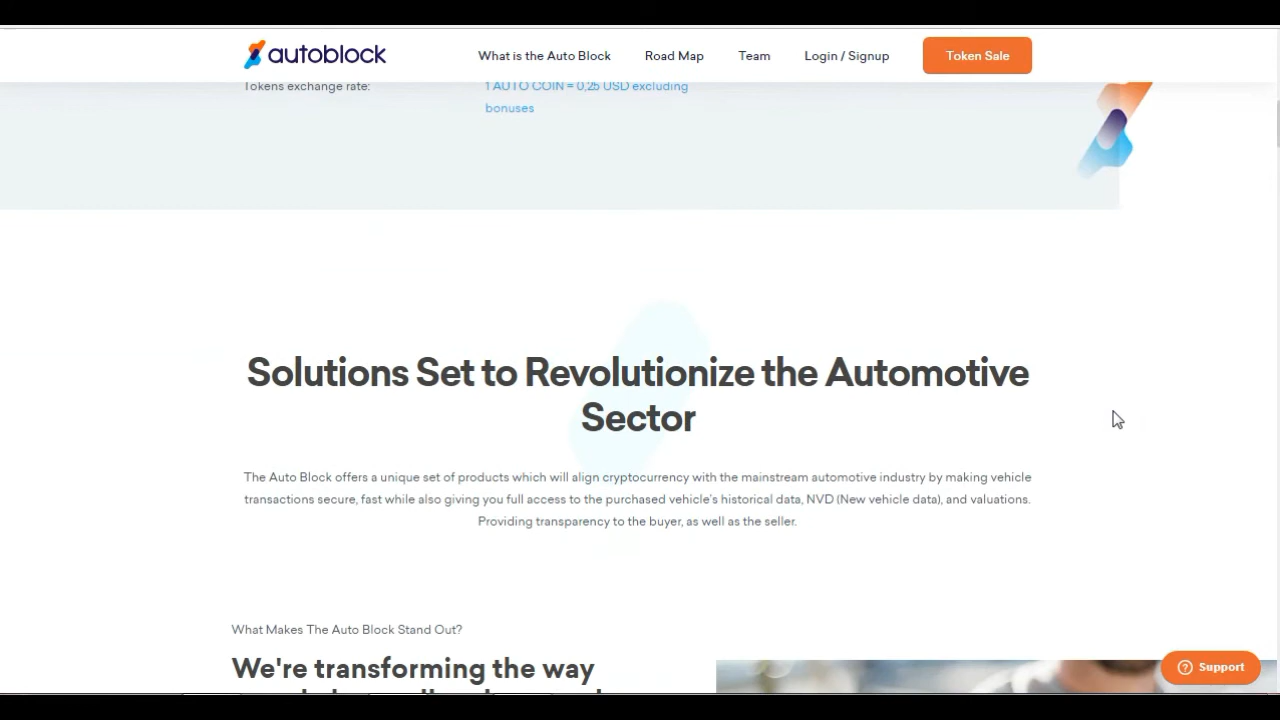 autoblock
What is the Auto Block
Road Map
Team
Login / Signup
Token Sale
Tokens exchange rate:
1 AUTO COIN = 0,25 USD excluding
bonuses
Solutions Set to Revolutionize the Automotive
Sector
The Auto Block offers a unique set of products which will align cryptocurrency with the mainstream automotive industry by making vehicle
transactions secure, fast while also giving you full access to the purchased vehicle's historical data, NVD (New vehicle data), and valuations.
Providing transparency to the buyer, as well as the seller.
What Makes The Auto Block Stand Out?
We're transforming the way
Support